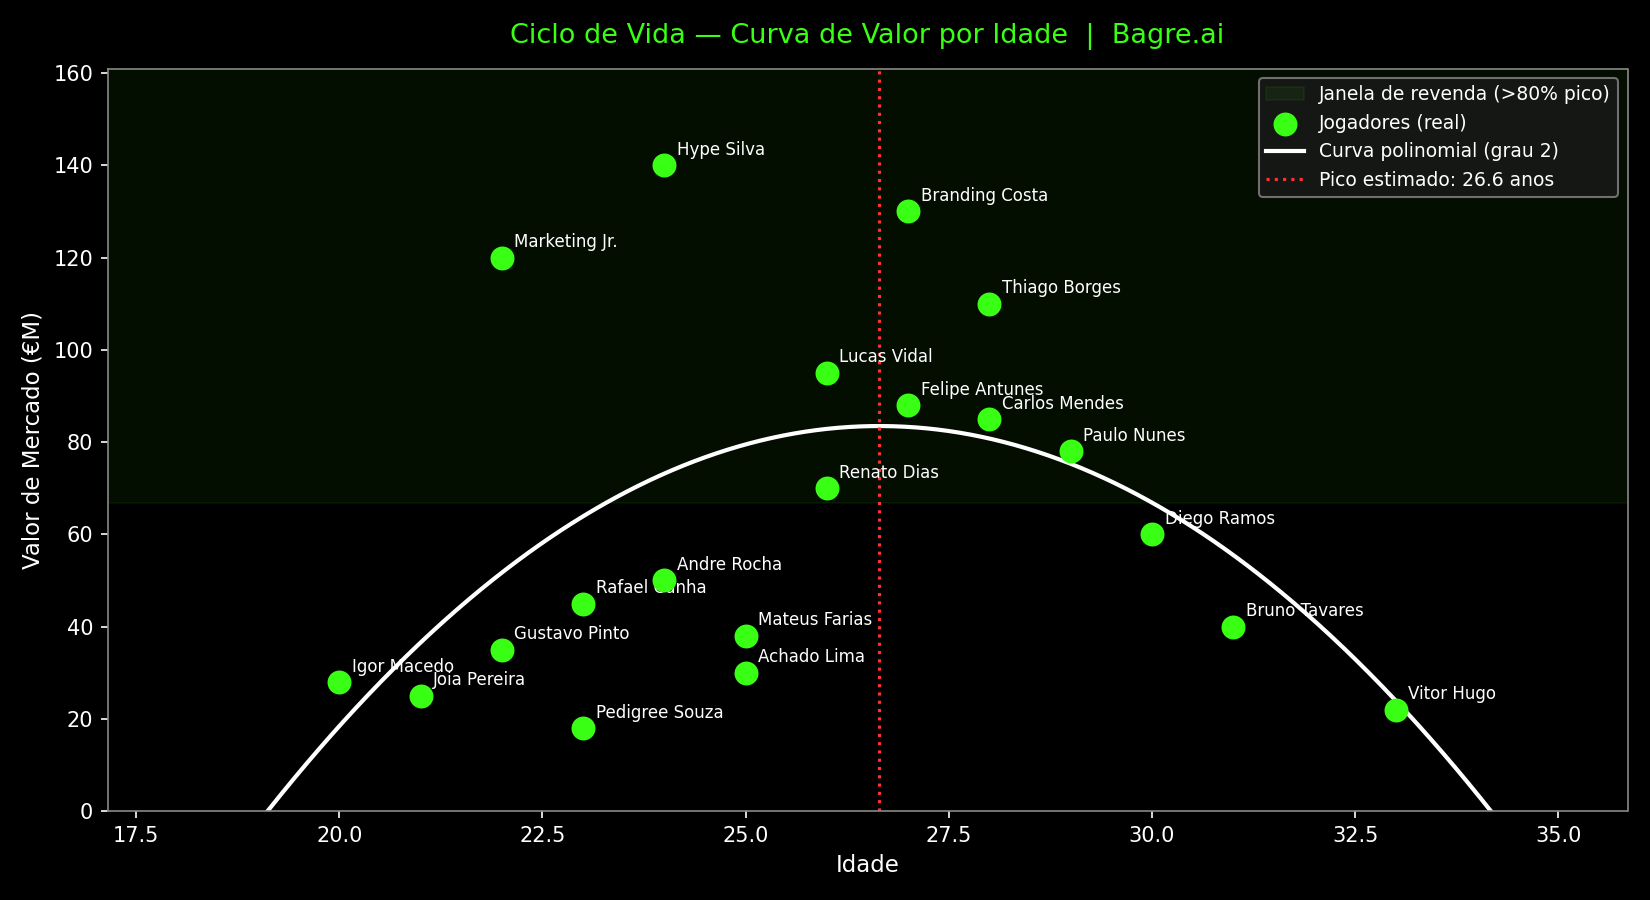 Ciclo de Vida — Curva de Valor por Idade | Bagre.ai
Valor de Mercado (€M)
160
140
120
100
80
60
40
20
0
Janela de revenda (>80% pico)
Jogadores (real)
Curva polinomial (grau 2)
Pico estimado: 26.6 anos
Hype Silva
Branding Costa
Marketing Jr.
Thiago Borges
Lucas Vidal
Felipe Antunes
Carlos Mendes
Paulo Nunes
Renato Dias
Diego Ramos
Andre Rocha
Rafael Cunha
Bruno Tavares
Mateus Farias
Gustavo Pinto
Achado Lima
Igor Macedo
Joia Pereira
Vitor Hugo
Pedigree Souza
17.5
20.0
22.5
25.0
27.5
30.0
32.5
35.0
Idade